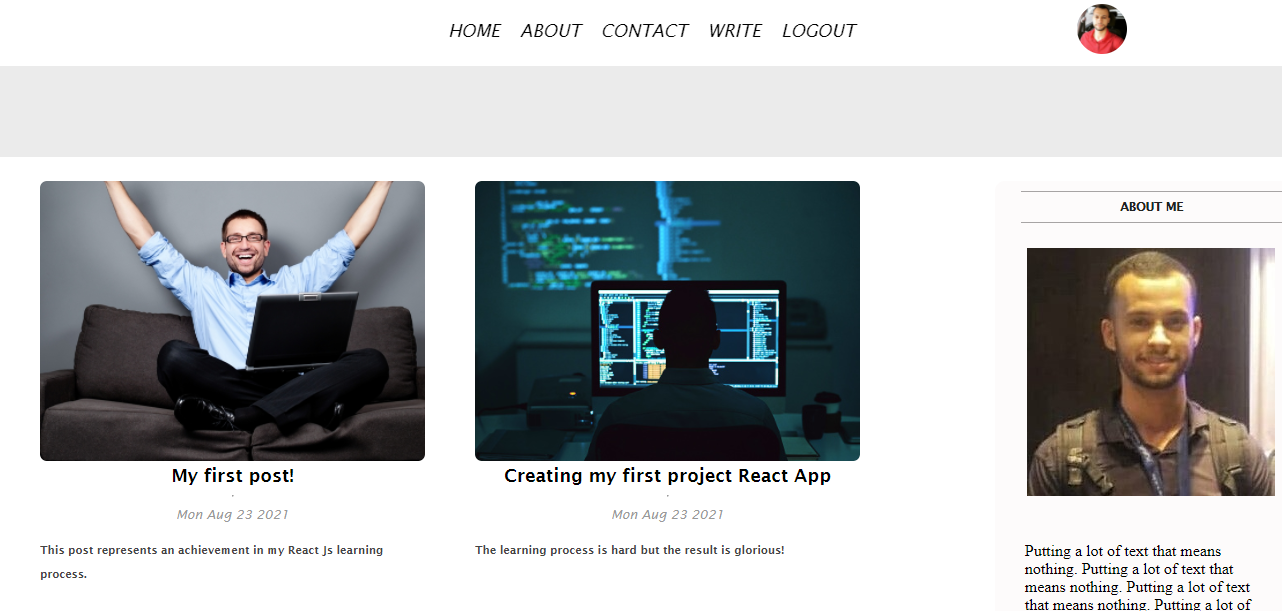 HOME ABOUT CONTACT WRITE LOGOUT
My first post!
Mon Aug 23 2021
This post represents an achievement in my React Js learning
process.
Creating my first project React App
Mon Aug 23 2021
The learning process is hard but the result is glorious!
ABOUT ME
Putting a lot of text that means
nothing. Putting a lot of text that
means nothing. Putting a lot of text
that means nothing. Putting a lot of